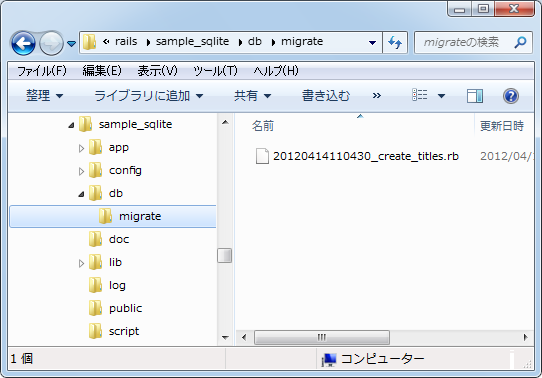 « rails ▸ sample_sqlite ▸ db ▸ migrate
migrateの検索
ファイル(F) 編集(E) 表示(V) ツール(T) ヘルプ(H)
整理 ライブラリに追加 共有 書き込む »
sample_sqlite
app
config
db
migrate
doc
lib
log
public
script
名前 更新日時
20120414110430_create_titles.rb 2012/04/
1 個 コンピューター